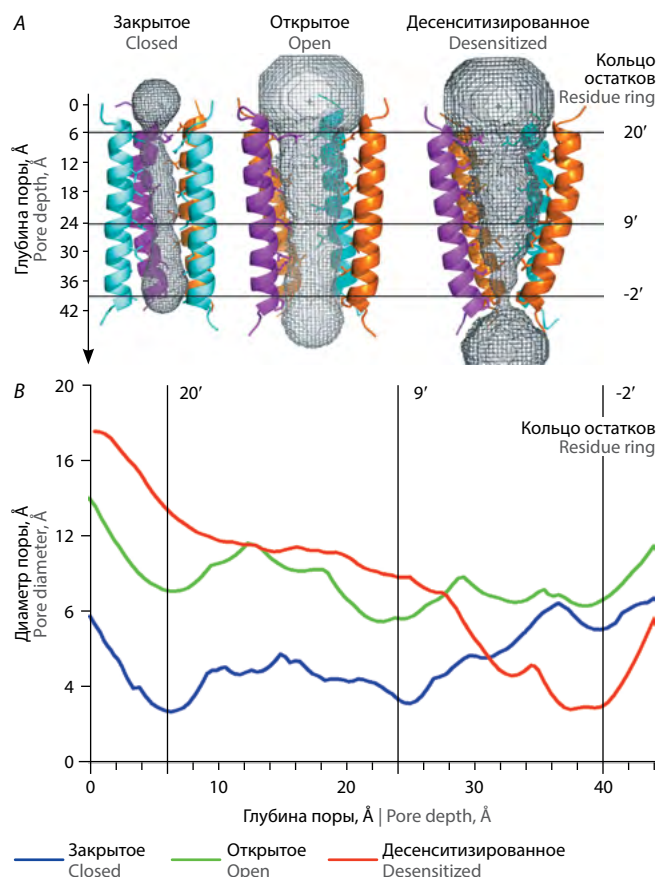 A
Закрытое
Closed
Открытое
Open
Десенситизированное
Desensitized
Кольцо
остатков
Residue ring
Глубина поры, Å
Pore depth, Å
0
6
12
18
24
30
36
42
20′
9′
-2′
B
20′
9′
-2′
Кольцо остатков
Residue ring
Диаметр поры, Å
Pore diameter, Å
20
16
12
6
4
0
0
10
20
30
40
Глубина поры, Å | Pore depth, Å
Закрытое
Closed
Открытое
Open
Десенситизированное
Desensitized